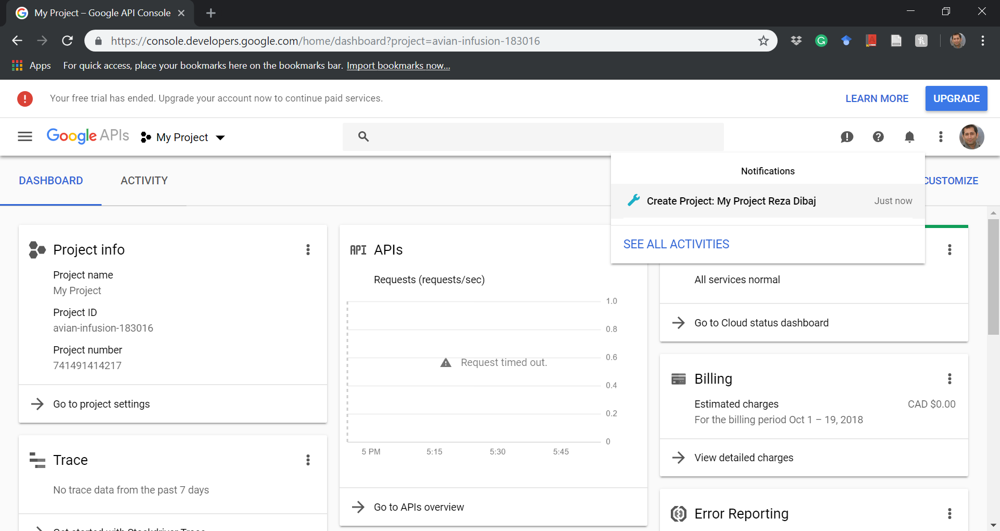 My Project – Google API Console
https://console.developers.google.com/home/dashboard?project=avian-infusion-183016
Apps
For quick access, place your bookmarks here on the bookmarks bar. Import bookmarks now...
Your free trial has ended. Upgrade your account now to continue paid services.
LEARN MORE
UPGRADE
Google APIs
My Project
Notifications
Create Project: My Project Reza Dibaj
Just now
SEE ALL ACTIVITIES
DASHBOARD
ACTIVITY
CUSTOMIZE
Project info
Project name
My Project
Project ID
avian-infusion-183016
Project number
741491414217
Go to project settings
Trace
No trace data from the past 7 days
API APIs
Requests (requests/sec)
1.0
0.8
0.6
0.4
0.2
0
Request timed out.
5 PM
5:15
5:30
5:45
Go to APIs overview
All services normal
Go to Cloud status dashboard
Billing
Estimated charges
CAD $0.00
For the billing period Oct 1 – 19, 2018
View detailed charges
Error Reporting